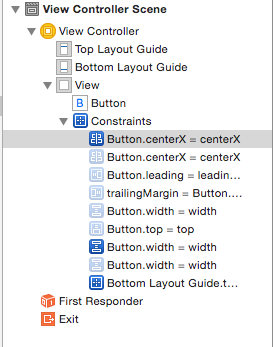 View Controller Scene
View Controller
Top Layout Guide
Bottom Layout Guide
View
B Button
Constraints
Button.centerX = centerX
Button.centerX = centerX
Button.leading = leadin...
trailingMargin = Button....
Button.width = width
Button.top = top
Button.width = width
Button.width = width
Bottom Layout Guide.t...
First Responder
Exit